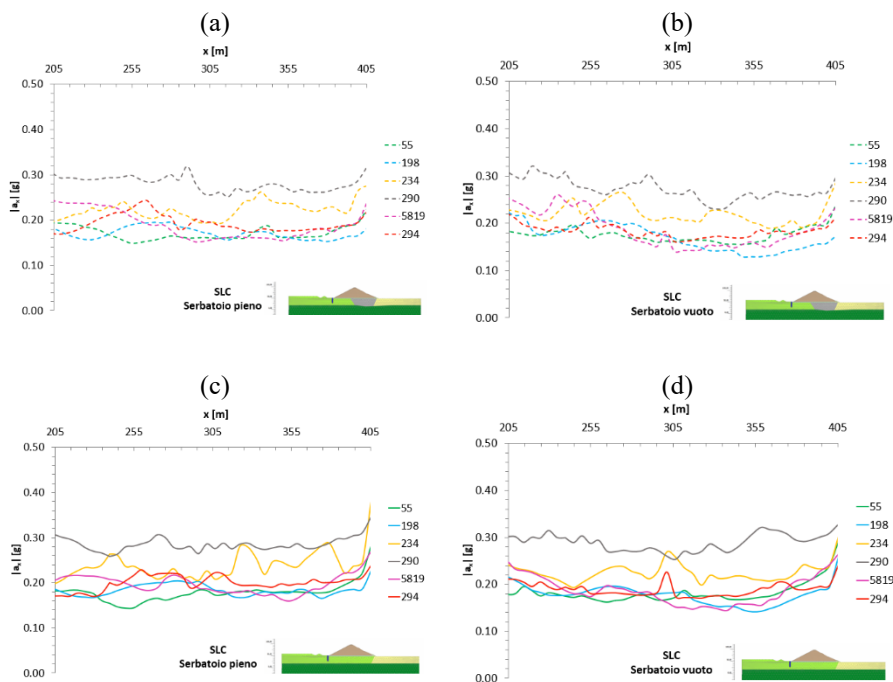 (a)
x [m]
205 255 305 355 405
0.50
0.40
0.30
0.20
0.10
0.00
|aₓ| [g]
55
198
234
290
5819
294
SLC
Serbatoio pieno
(b)
x [m]
205 255 305 355 405
0.50
0.40
0.30
0.20
0.10
0.00
|aₓ| [g]
55
198
234
290
5819
294
SLC
Serbatoio vuoto
(c)
x [m]
205 255 305 355 405
0.50
0.40
0.30
0.20
0.10
0.00
|aₓ| [g]
55
198
234
290
5819
294
SLC
Serbatoio pieno
(d)
x [m]
205 255 305 355 405
0.50
0.40
0.30
0.20
0.10
0.00
|aₓ| [g]
55
198
234
290
5819
294
SLC
Serbatoio vuoto